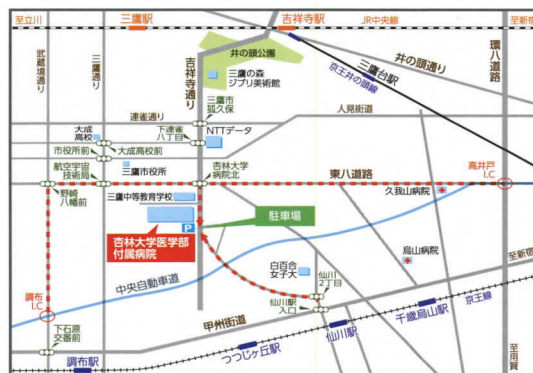 至立川
三鷹駅
吉祥寺駅
JR中央線
至新宿
武蔵境通り
三鷹通り
吉祥寺通り
井の頭公園
三鷹の森
ジブリ美術館
井の頭通り
三鷹台駅
京王井の頭線
環八道路
連雀通り
三鷹市
狐久保
人見街道
大成
高校
下連雀
八丁目
NTTデータ
市役所前
大成高校前
航空宇宙
技術局
三鷹市役所
杏林大学
病院北
東八道路
高井戸
I.C
野崎
八幡前
三鷹中等教育学校
久我山病院
P
駐車場
杏林大学医学部
付属病院
烏山病院
中央自動車道
白百合
女子大
仙川
2丁目
至新宿
調布
I.C
仙川駅
入口
甲州街道
千歳烏山駅
京王線
下石原
交番前
仙川駅
つつじヶ丘駅
調布駅
至用賀